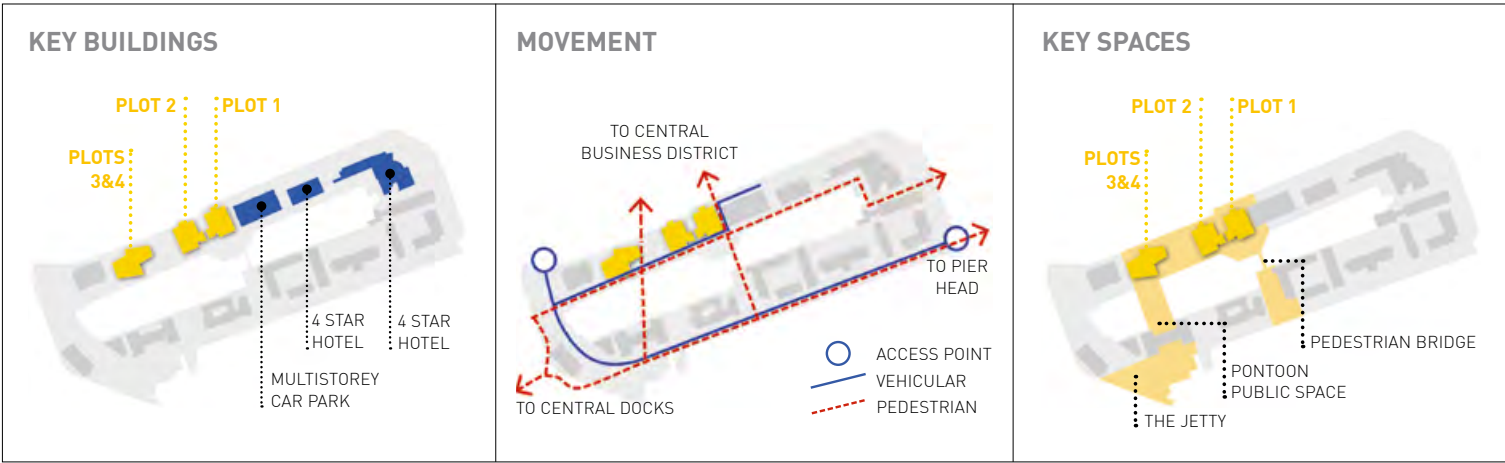 KEY BUILDINGS
PLOT 2
PLOT 1
PLOTS
3&4
4 STAR
HOTEL
4 STAR
HOTEL
MULTISTOREY
CAR PARK
MOVEMENT
TO CENTRAL
BUSINESS DISTRICT
TO PIER
HEAD
ACCESS POINT
VEHICULAR
PEDESTRIAN
TO CENTRAL DOCKS
KEY SPACES
PLOT 2
PLOT 1
PLOTS
3&4
PEDESTRIAN BRIDGE
PONTOON
PUBLIC SPACE
THE JETTY